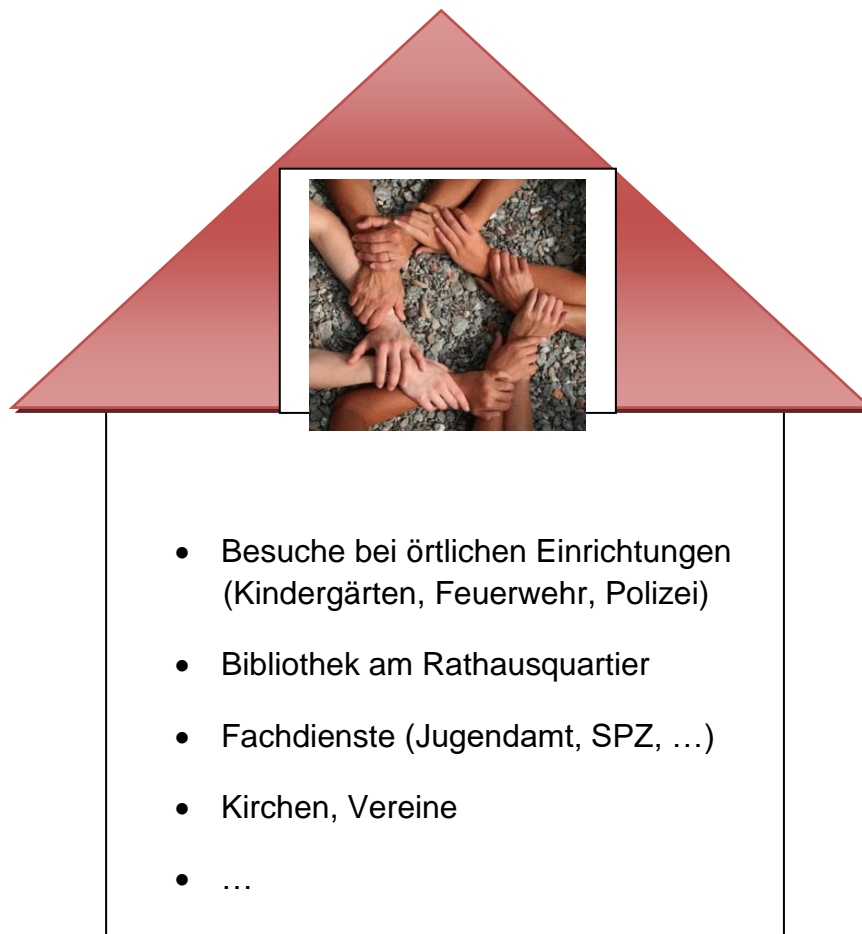 • Besuche bei örtlichen Einrichtungen
(Kindergärten, Feuerwehr, Polizei)
• Bibliothek am Rathausquartier
• Fachdienste (Jugendamt, SPZ, …)
• Kirchen, Vereine
• …